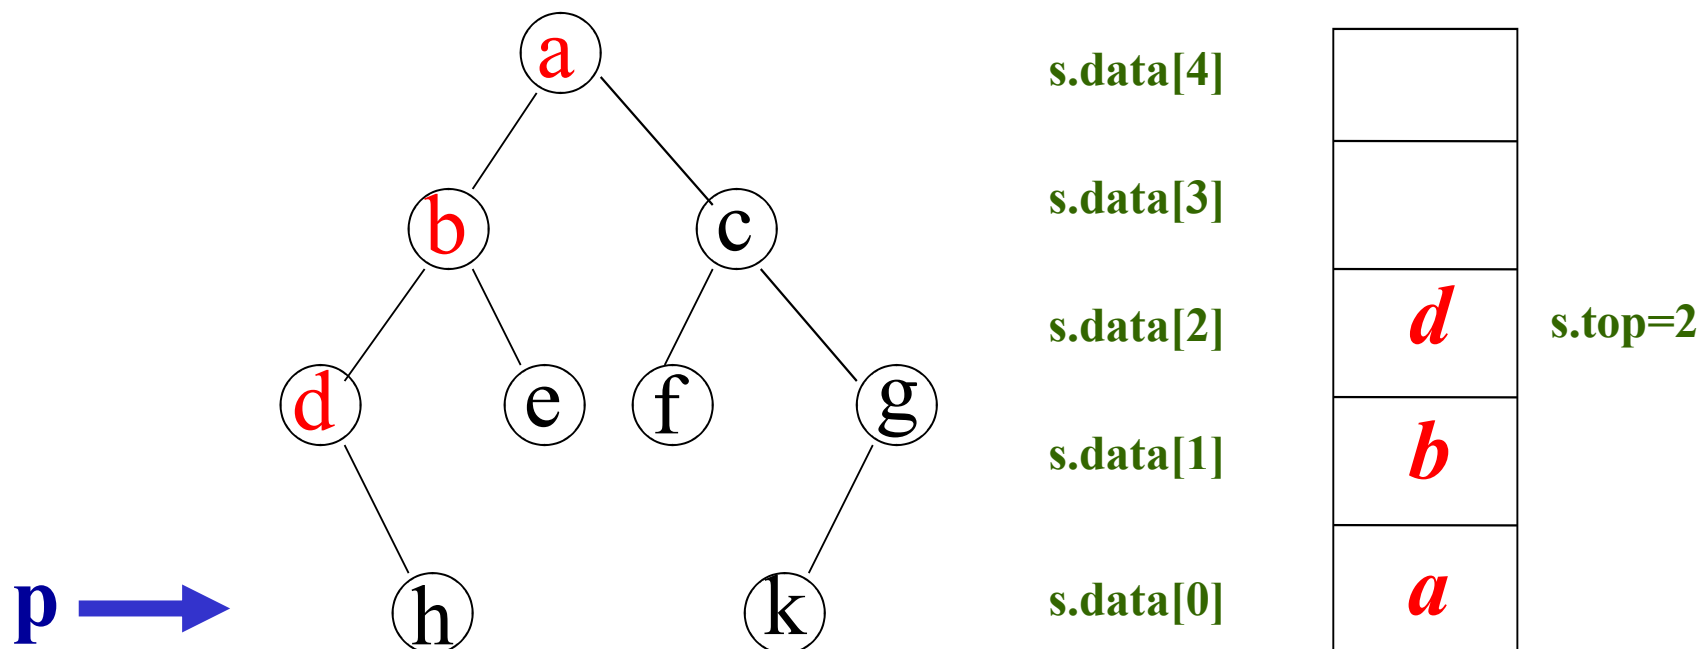 a
s.data[4]
b
c
s.data[3]
d
e
f
g
s.data[2]
d
s.top=2
s.data[1]
b
p
h
k
s.data[0]
a